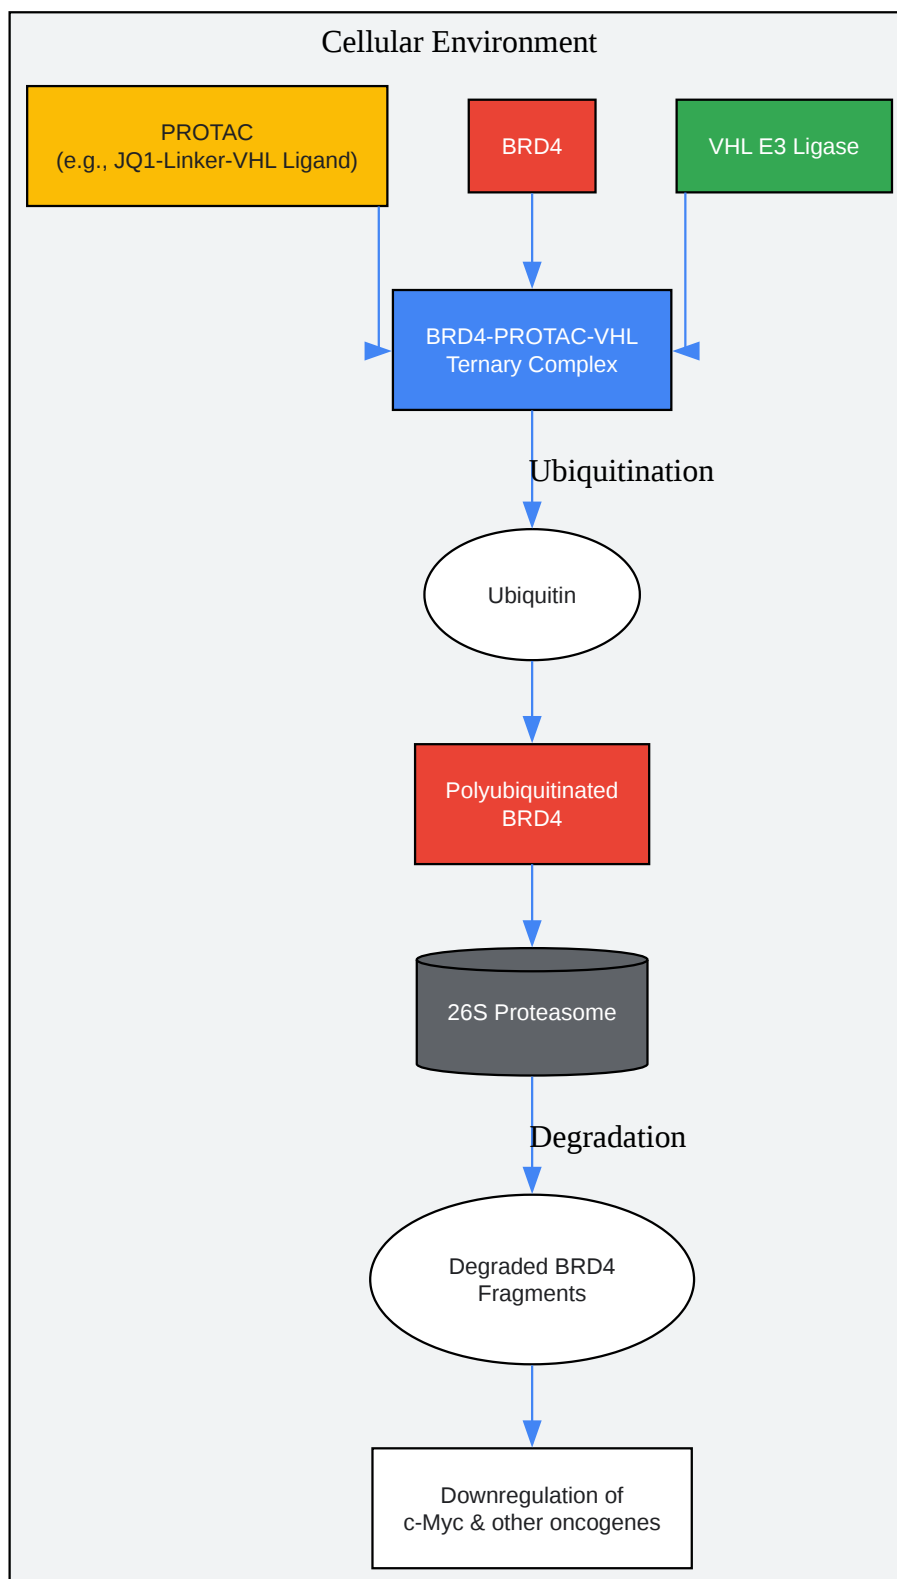 Cellular Environment
PROTAC
(e.g., JQ1-Linker-VHL Ligand)
BRD4
VHL E3 Ligase
BRD4-PROTAC-VHL
Ternary Complex
Ubiquitination
Ubiquitin
Polyubiquitinated
BRD4
26S Proteasome
Degradation
Degraded BRD4
Fragments
Downregulation of
c-Myc & other oncogenes